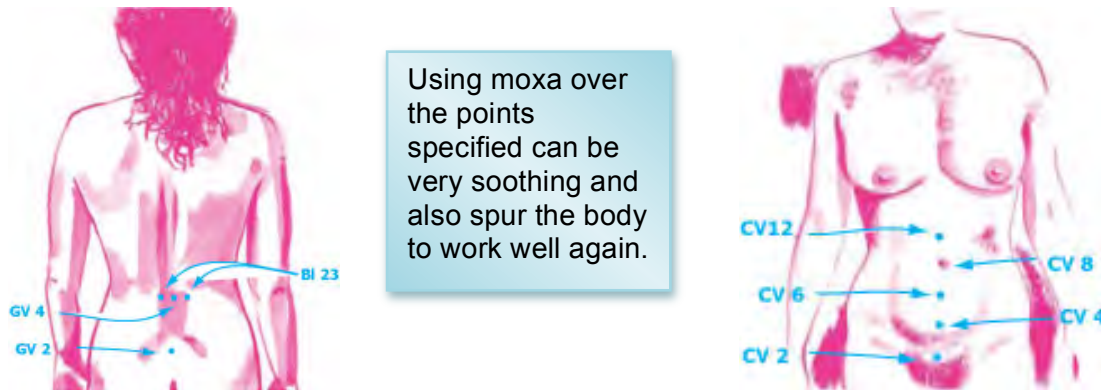 Bl 23
GV 4
GV 2
Using moxa over
the points
specified can be
very soothing and
also spur the body
to work well again.
CV12
CV 8
CV 6
CV 4
CV 2